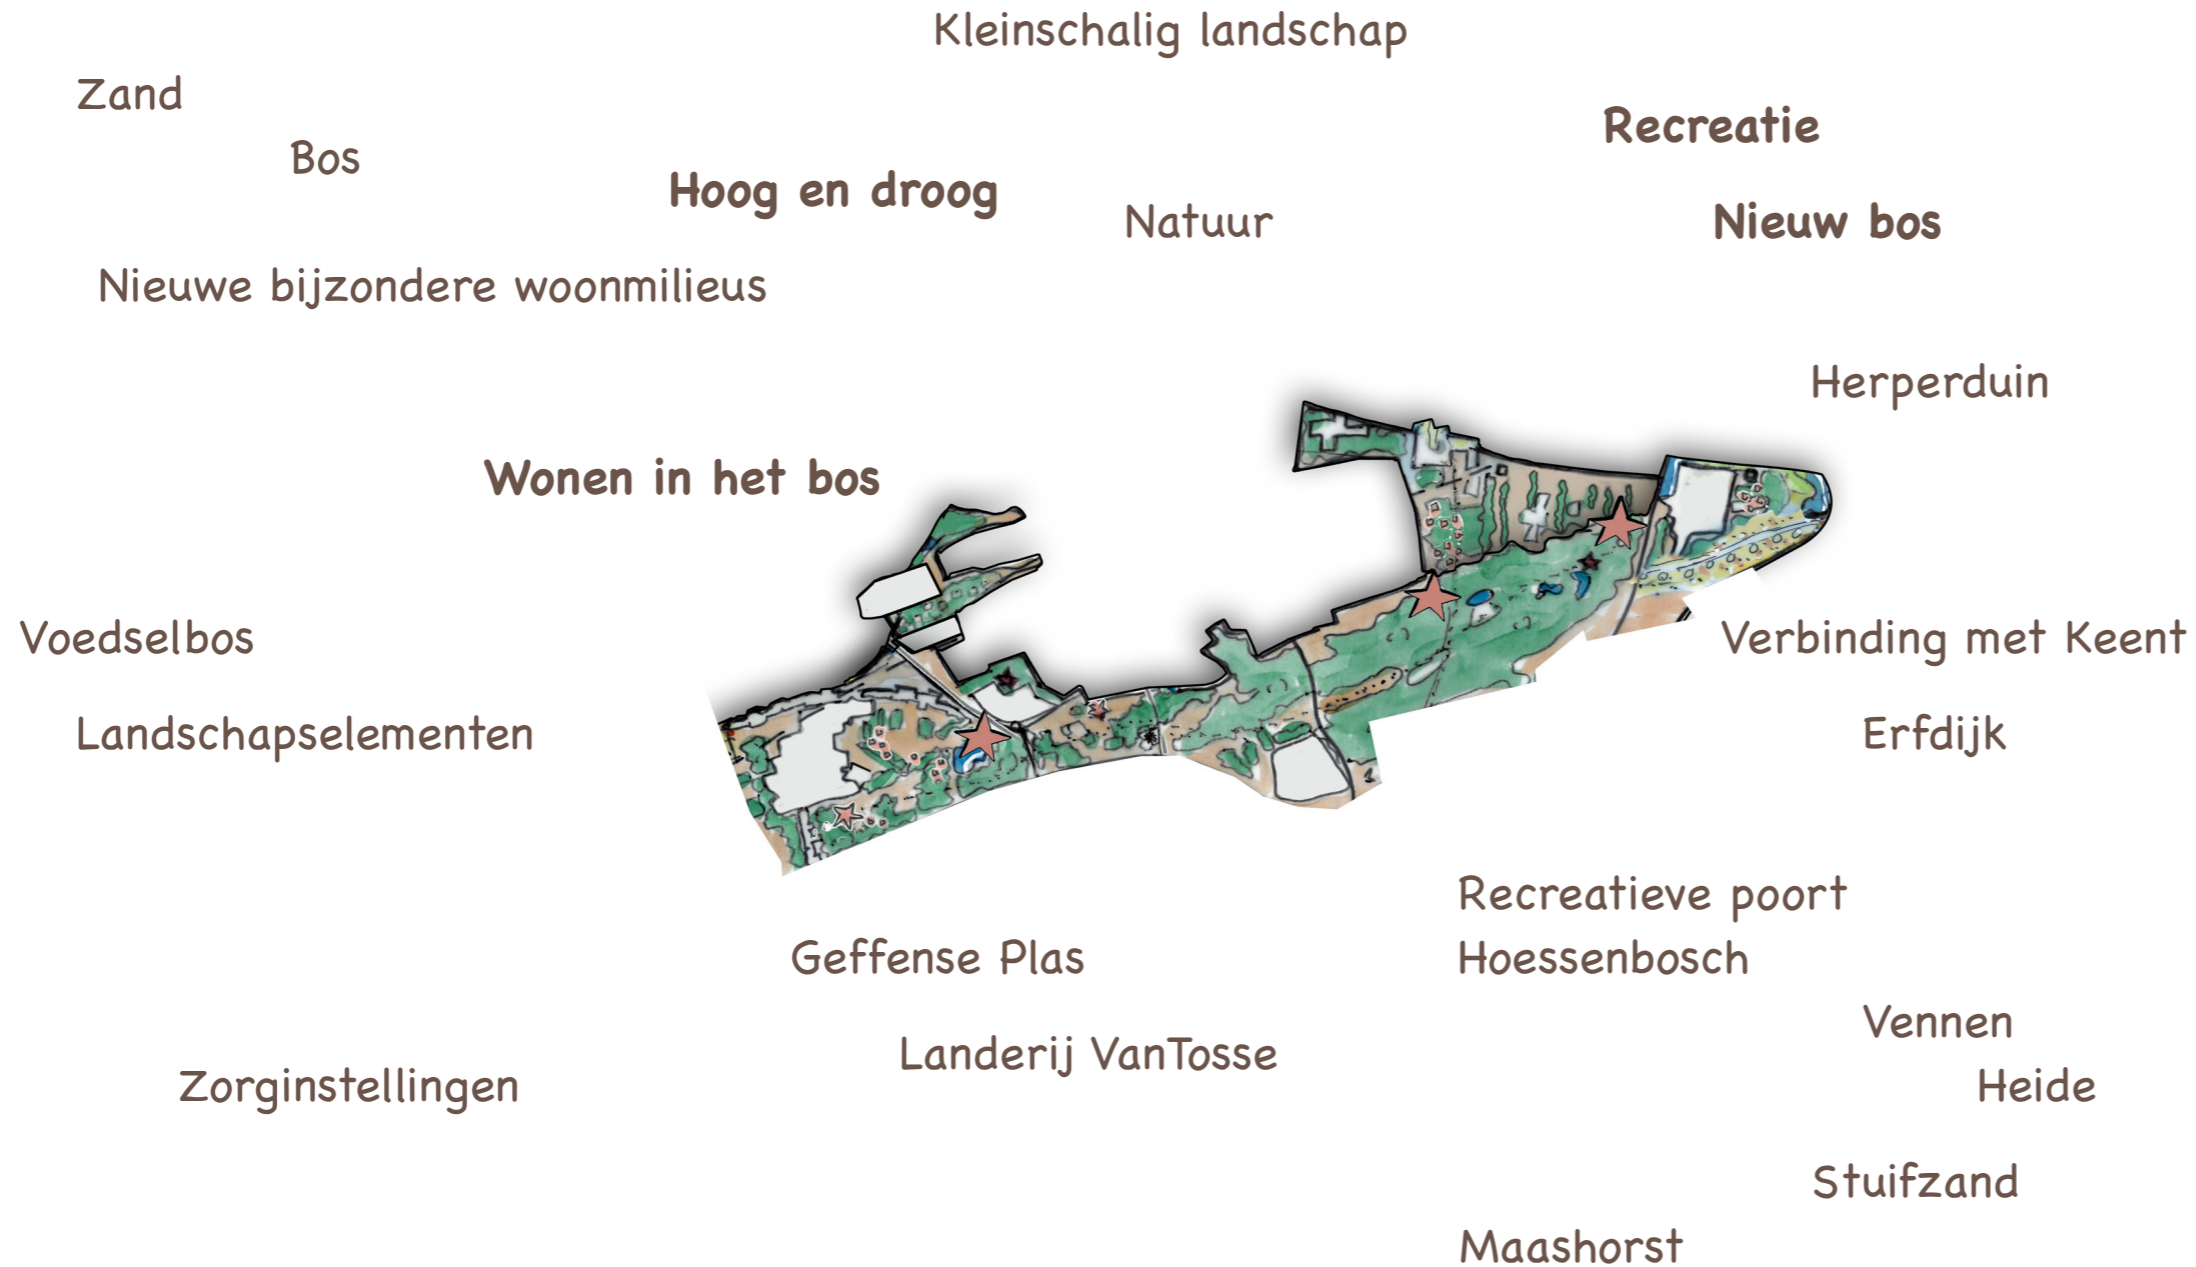 Kleinschalig landschap
Zand
Recreatie
Bos
Hoog en droog
Natuur
Nieuw bos
Nieuwe bijzondere woonmilieus
Herperduin
Wonen in het bos
Voedselbos
Verbinding met Keent
Landschapselementen
Erfdijk
Recreatieve poort
Hoessenbosch
Geffense Plas
Vennen
Landerij VanTosse
Zorginstellingen
Heide
Stuifzand
Maashorst